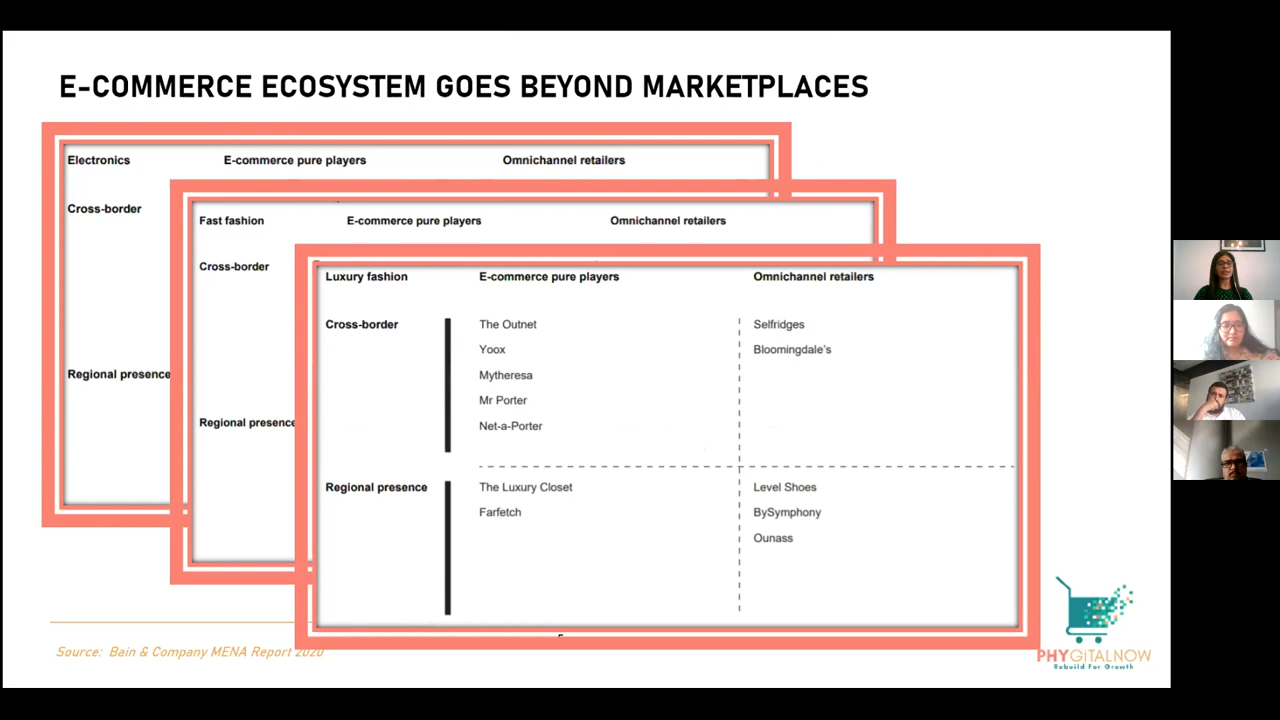 E-COMMERCE ECOSYSTEM GOES BEYOND MARKETPLACES
Electronics E-commerce pure players Omnichannel retailers
Cross-border
Regional presence
Fast fashion E-commerce pure players Omnichannel retailers
Cross-border
Regional presence
Luxury fashion E-commerce pure players Omnichannel retailers
Cross-border The Outnet Selfridges
Yoox Bloomingdale's
Mytheresa
Mr Porter
Net-a-Porter
Regional presence The Luxury Closet Level Shoes
Farfetch BySymphony
Ounass
Source: Bain & Company MENA Report 2020
PHYGITALNOW
Rebuild For Growth